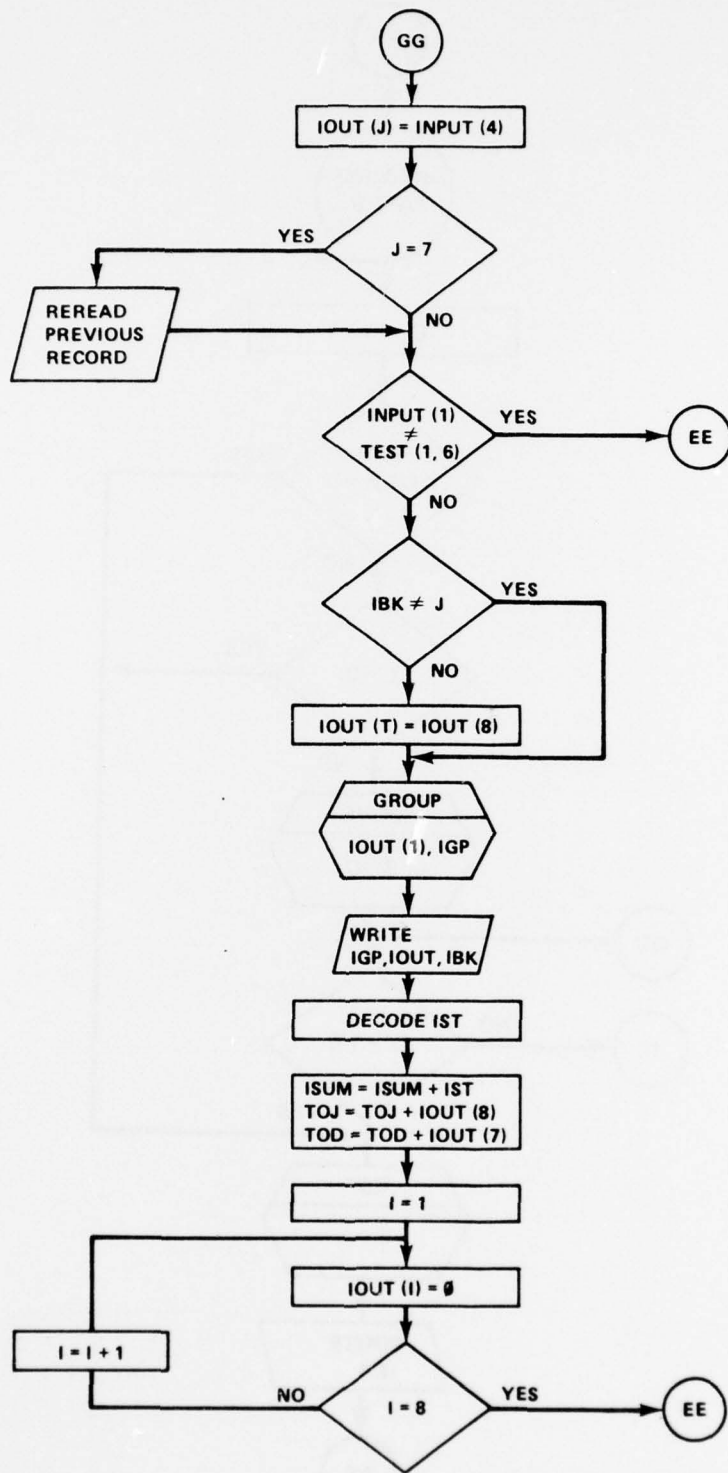 GG
IOUT (J) = INPUT (4)
YES
J = 7
REREAD
PREVIOUS
RECORD
NO
INPUT (1)
≠
TEST (1, 6)
YES
EE
NO
IBK ≠ J
YES
NO
IOUT (T) = IOUT (8)
GROUP
IOUT (1), IGP
WRITE
IGP,IOUT, IBK
DECODE IST
ISUM = ISUM + IST
TOJ = TOJ + IOUT (8)
TOD = TOD + IOUT (7)
I = 1
IOUT (I) = Ø
I = I + 1
NO
I = 8
YES
EE